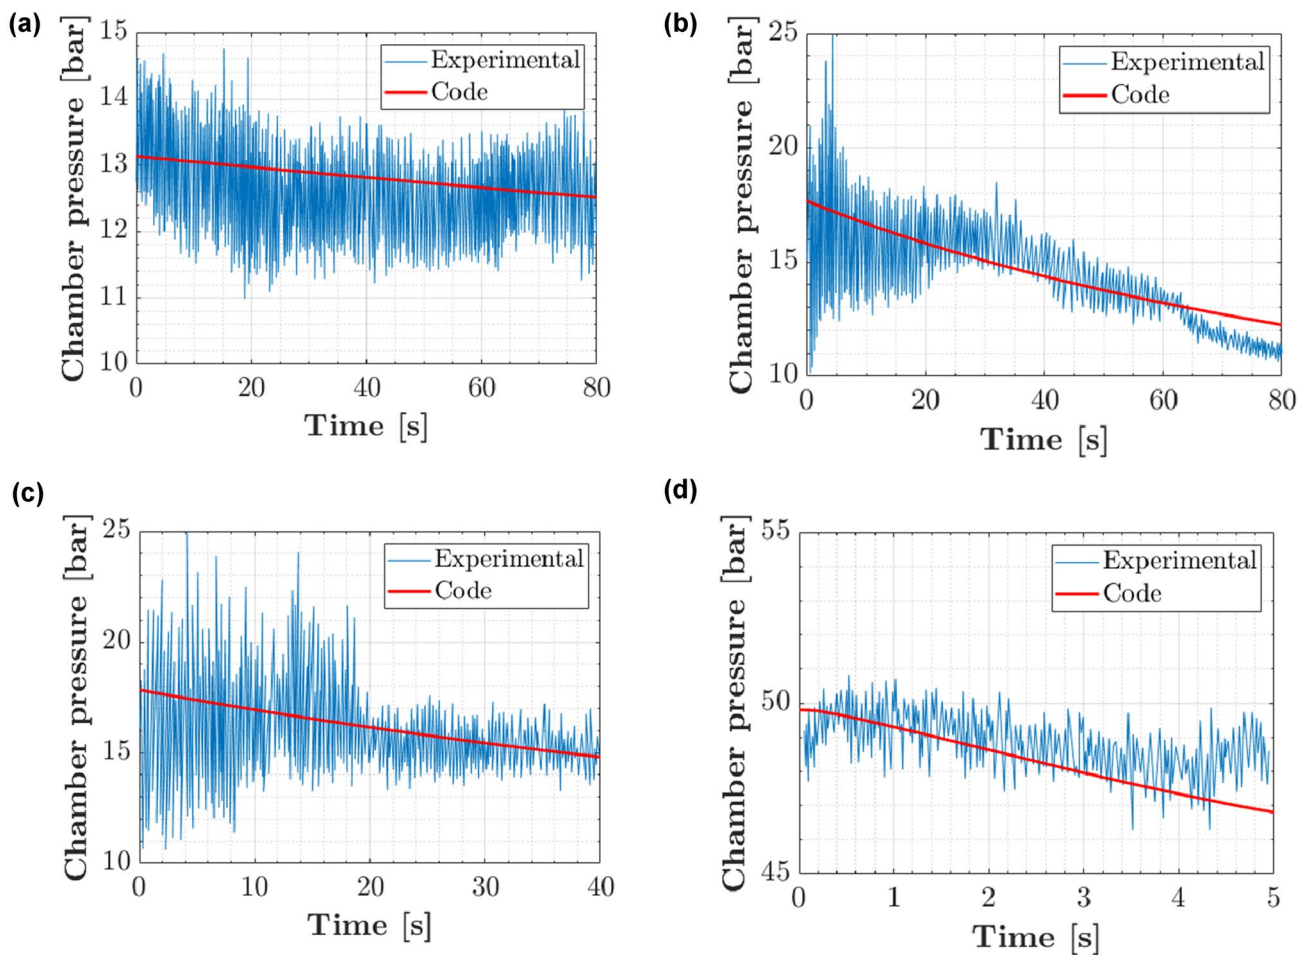 (a)
Chamber pressure [bar]
15
14
13
12
11
10
Experimental
Code
0 20 40 60 80
Time [s]
(b)
Chamber pressure [bar]
25
20
15
10
Experimental
Code
0 20 40 60 80
Time [s]
(c)
Chamber pressure [bar]
25
20
15
10
Experimental
Code
0 10 20 30 40
Time [s]
(d)
Chamber pressure [bar]
55
50
45
Experimental
Code
0 1 2 3 4 5
Time [s]